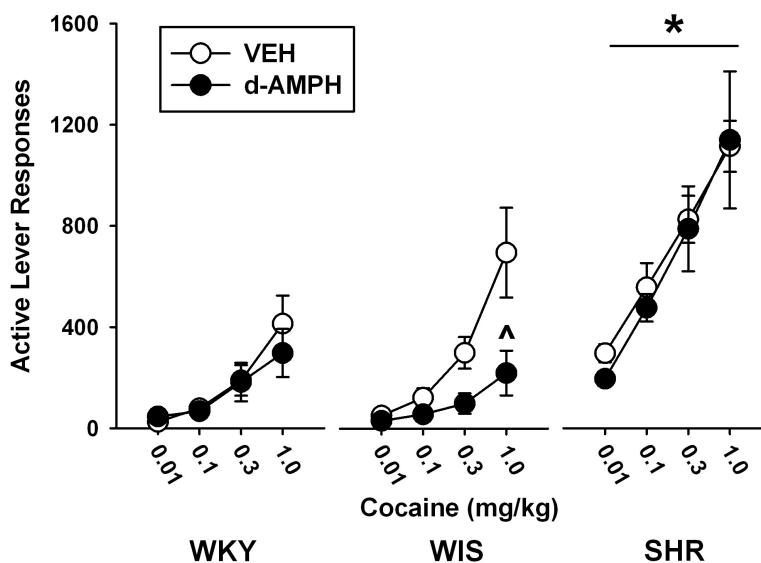 1600
1200
800
400
0
Active Lever Responses
VEH
d-AMPH
^
*
0.01 0.1 0.3 1.0 0.01 0.1 0.3 1.0 0.01 0.1 0.3 1.0
Cocaine (mg/kg)
WKY WIS SHR